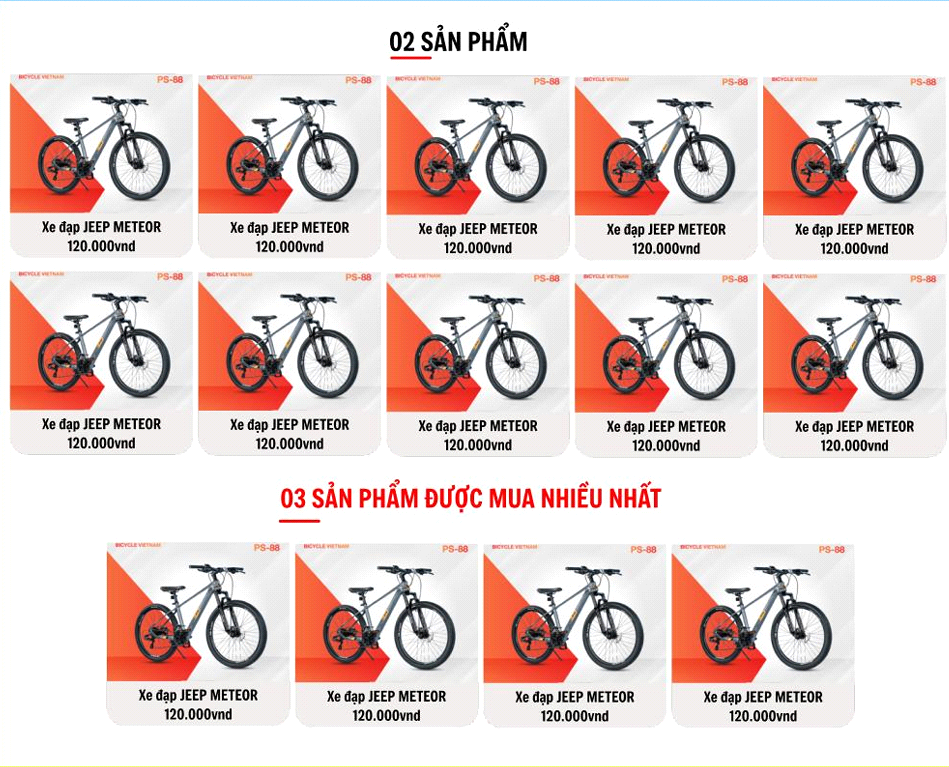 02 SẢN PHẨM
BICYCLE VIETNAM PS-88 BICYCLE VIETNAM PS-88 BICYCLE VIETNAM PS-88 BICYCLE VIETNAM PS-88 BICYCLE VIETNAM PS-88
Xe đạp JEEP METEOR Xe đạp JEEP METEOR Xe đạp JEEP METEOR Xe đạp JEEP METEOR Xe đạp JEEP METEOR
120.000vnd 120.000vnd 120.000vnd 120.000vnd 120.000vnd
BICYCLE VIETNAM PS-88 BICYCLE VIETNAM PS-88 BICYCLE VIETNAM PS-88 BICYCLE VIETNAM PS-88 BICYCLE VIETNAM PS-88
Xe đạp JEEP METEOR Xe đạp JEEP METEOR Xe đạp JEEP METEOR Xe đạp JEEP METEOR Xe đạp JEEP METEOR
120.000vnd 120.000vnd 120.000vnd 120.000vnd 120.000vnd
03 SẢN PHẨM ĐƯỢC MUA NHIỀU NHẤT
BICYCLE VIETNAM PS-88 BICYCLE VIETNAM PS-88 BICYCLE VIETNAM PS-88 BICYCLE VIETNAM PS-88
Xe đạp JEEP METEOR Xe đạp JEEP METEOR Xe đạp JEEP METEOR Xe đạp JEEP METEOR
120.000vnd 120.000vnd 120.000vnd 120.000vnd